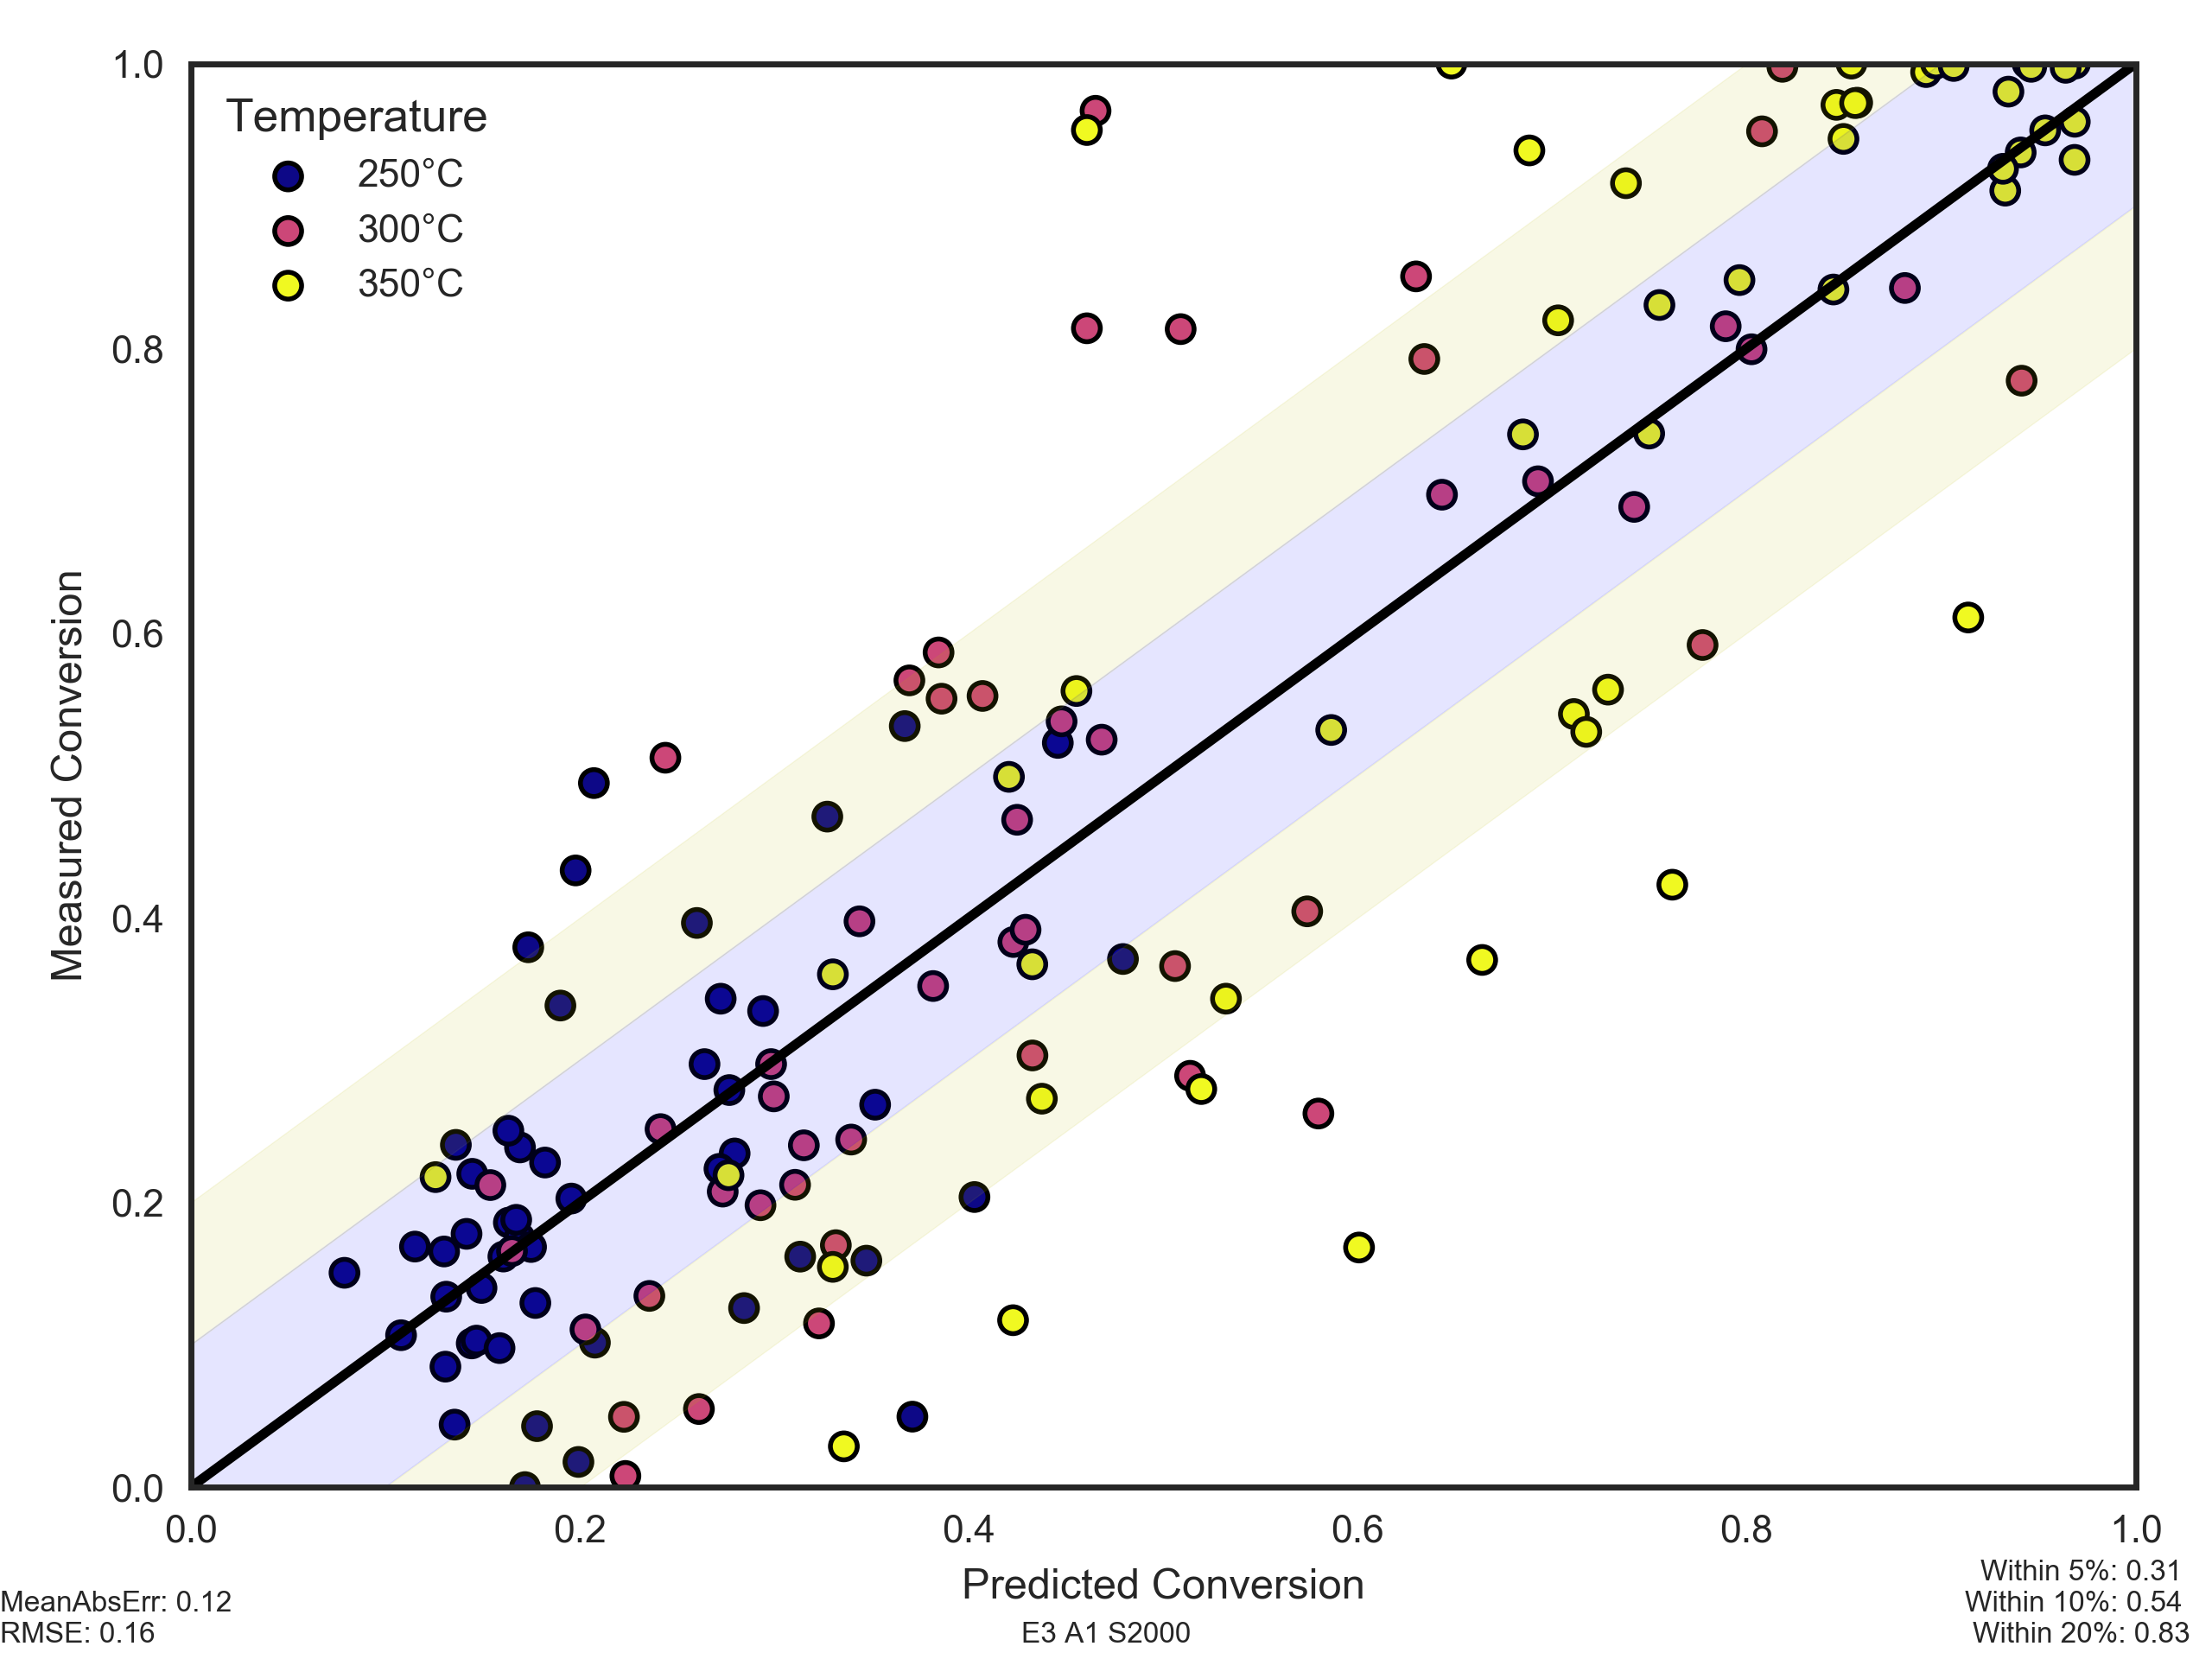 1.0
0.8
0.6
0.4
0.2
0.0
Measured Conversion
Temperature
250°C
300°C
350°C
0.0 0.2 0.4 0.6 0.8 1.0
Predicted Conversion
E3 A1 S2000
MeanAbsErr: 0.12
RMSE: 0.16
Within 5%: 0.31
Within 10%: 0.54
Within 20%: 0.83